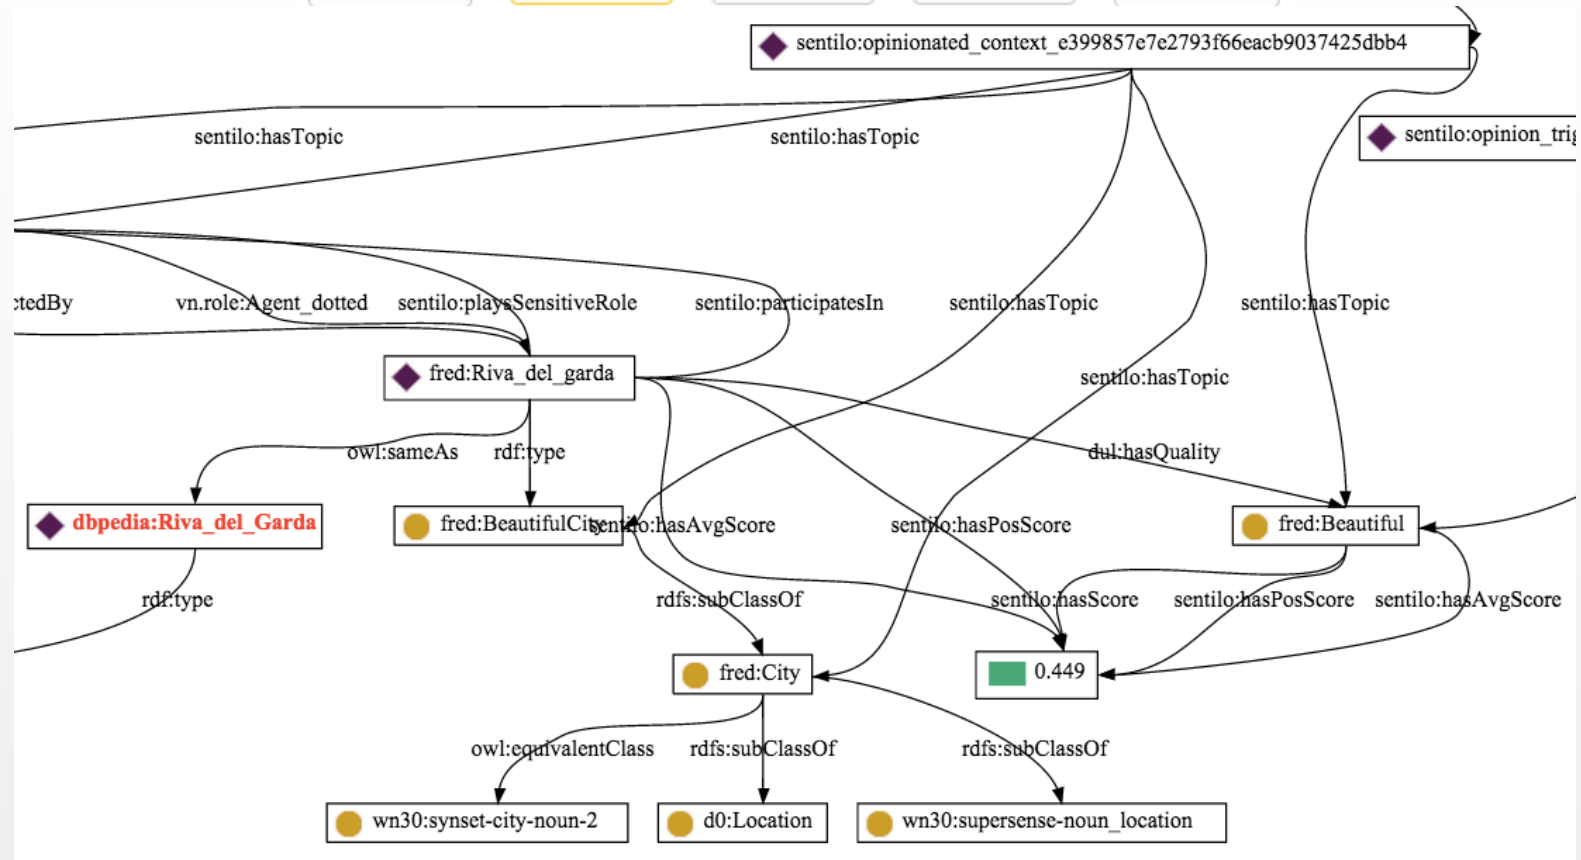 sentilo:opinionated_context_e399857e7e2793f66eacb9037425dbb4
sentilo:opinion_trig
sentilo:hasTopic
sentilo:hasTopic
ctedBy
vn.role:Agent_dotted
sentilo:playsSensitiveRole
sentilo:participatesIn
sentilo:hasTopic
sentilo:hasTopic
fred:Riva_del_garda
sentilo:hasTopic
owl:sameAs
rdf:type
dul:hasQuality
dbpedia:Riva_del_Garda
fred:BeautifulCity
sentilo:hasAvgScore
sentilo:hasPosScore
fred:Beautiful
rdf:type
rdfs:subClassOf
sentilo:hasScore
sentilo:hasPosScore
sentilo:hasAvgScore
fred:City
0.449
owl:equivalentClass
rdfs:subClassOf
rdfs:subClassOf
wn30:synset-city-noun-2
d0:Location
wn30:supersense-noun_location